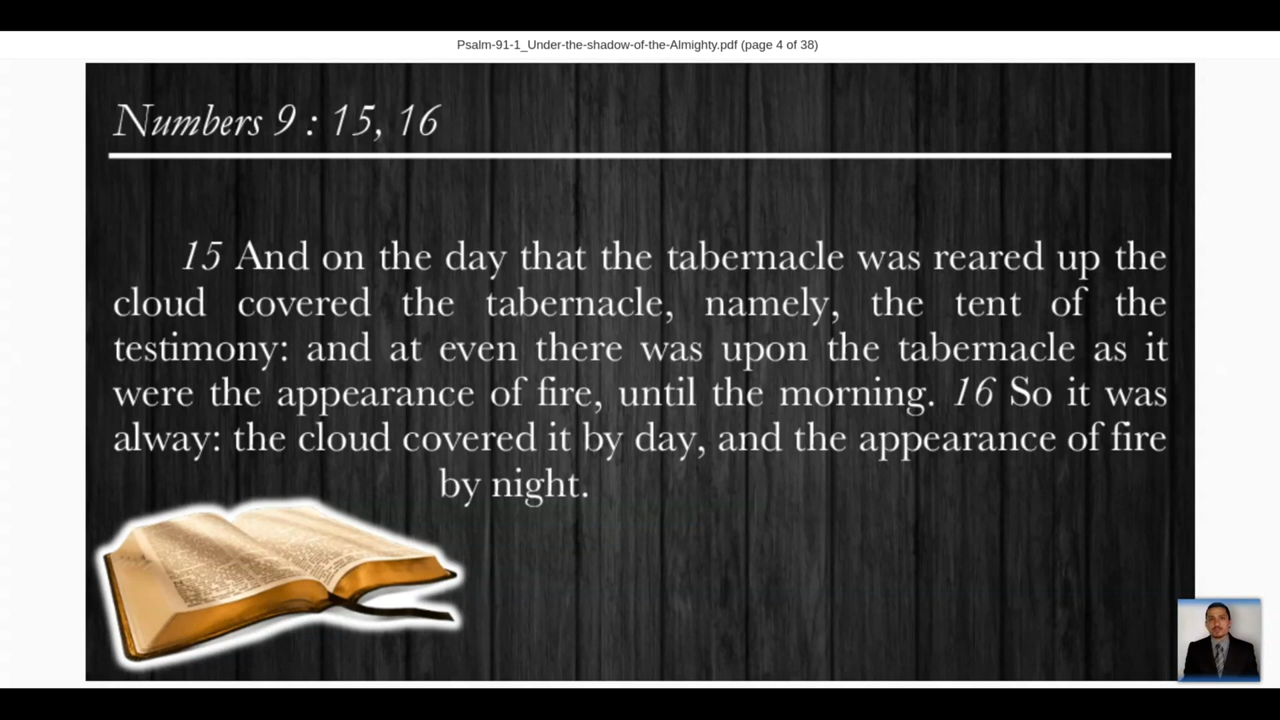 Psalm-91-1_Under-the-shadow-of-the-Almighty.pdf (page 4 of 38)
Numbers 9 : 15, 16
15 And on the day that the tabernacle was reared up the
cloud covered the tabernacle, namely, the tent of the
testimony: and at even there was upon the tabernacle as it
were the appearance of fire, until the morning. 16 So it was
alway: the cloud covered it by day, and the appearance of fire
by night.